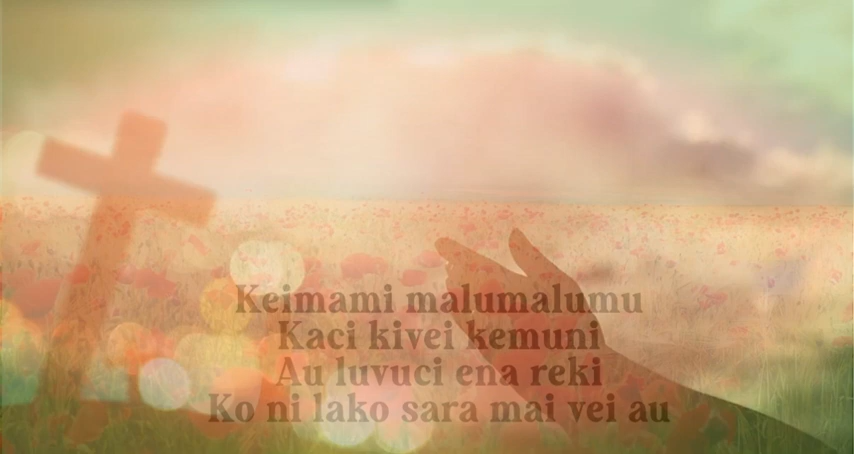 Keimami malumalumu
Kaci kivei kemuni
Au luvuci ena reki
Ko ni lako sara mai vei au